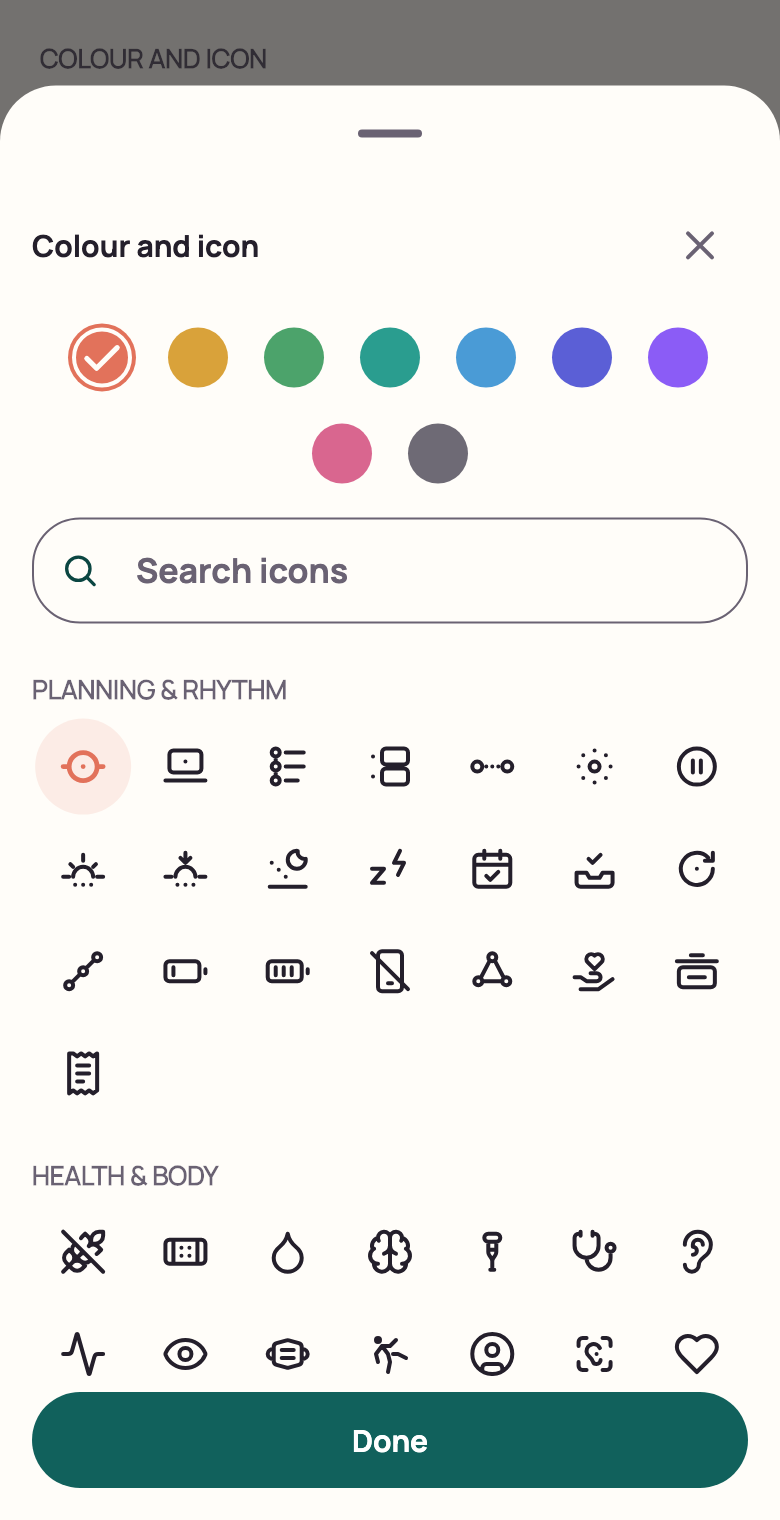 COLOUR AND ICON
Colour and icon
Search icons
PLANNING & RHYTHM
HEALTH & BODY
Done